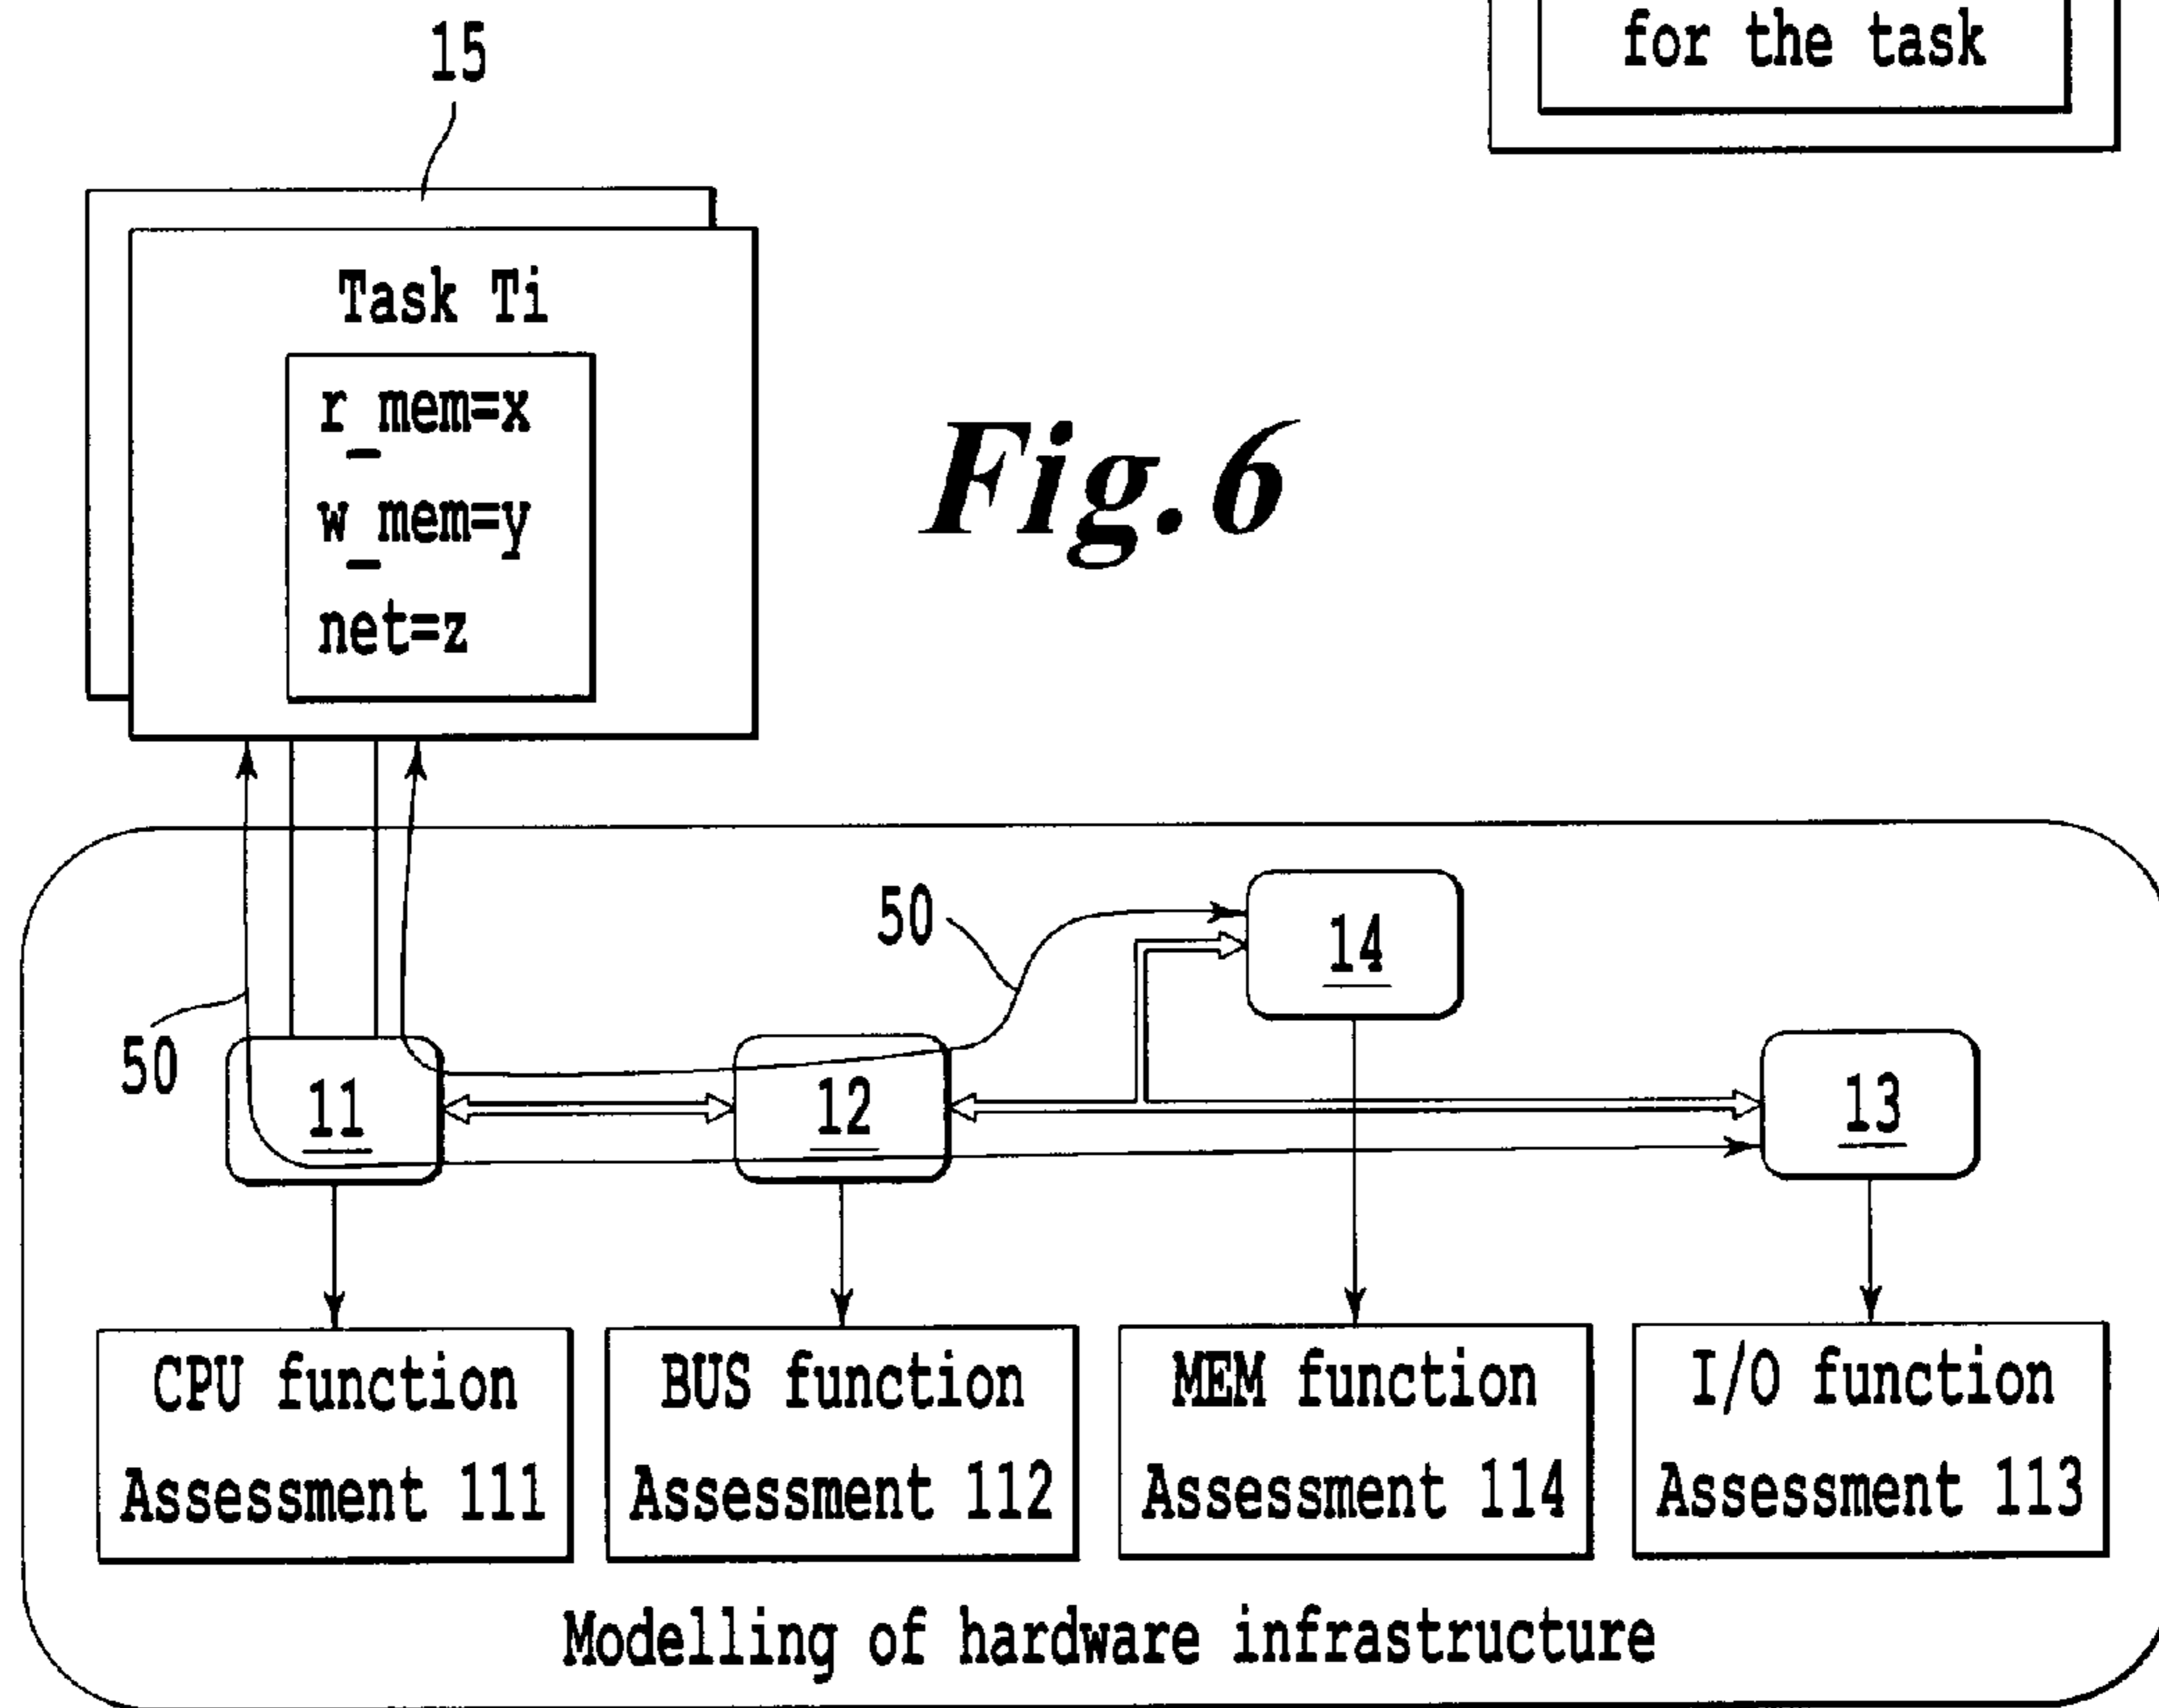 for the task
15
Task Ti
r_mem=x
w_mem=y
net=z
Fig.6
50
14
50
11
12
13
CPU function
Assessment 111
BUS function
Assessment 112
MEM function
Assessment 114
I/O function
Assessment 113
Modelling of hardware infrastructure